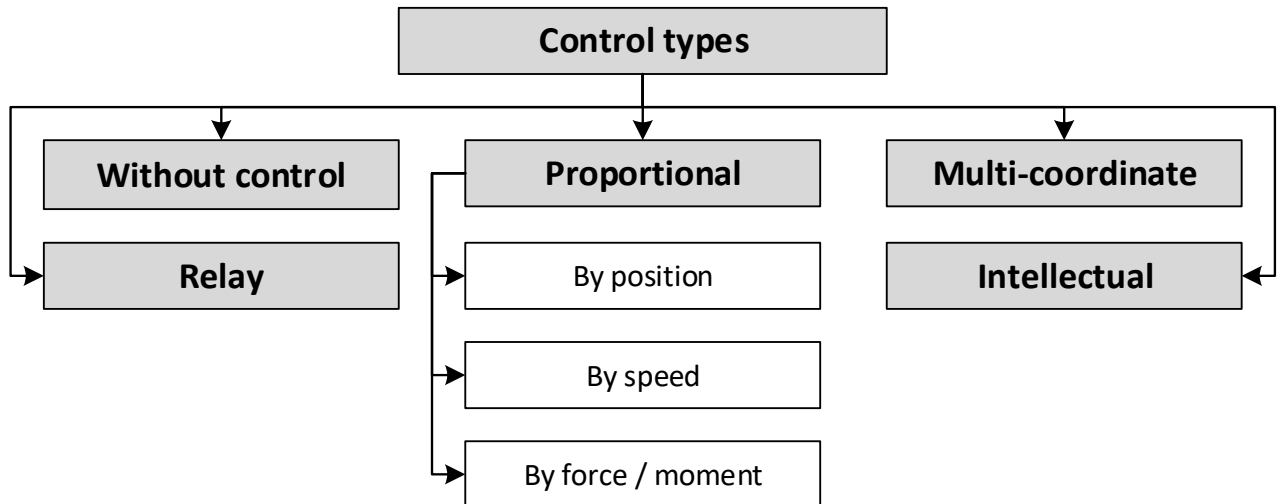 Control types
Without control
Proportional
Multi-coordinate
Relay
By position
Intellectual
By speed
By force / moment